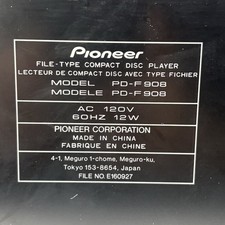 Pioneer
FILE-TYPE COMPACT DISC PLAYER
LECTEUR DE COMPACT DISC AVEC TYPE FICHIER
MODEL PD-F908
MODELE PD-F908
AC 120V
60HZ 12W
PIONEER CORPORATION
MADE IN CHINA
FABRIQUÉ EN CHINE
4-1, Meguro 1-chome, Meguro-ku,
Tokyo 153-8654, Japan
FILE NO. E160927